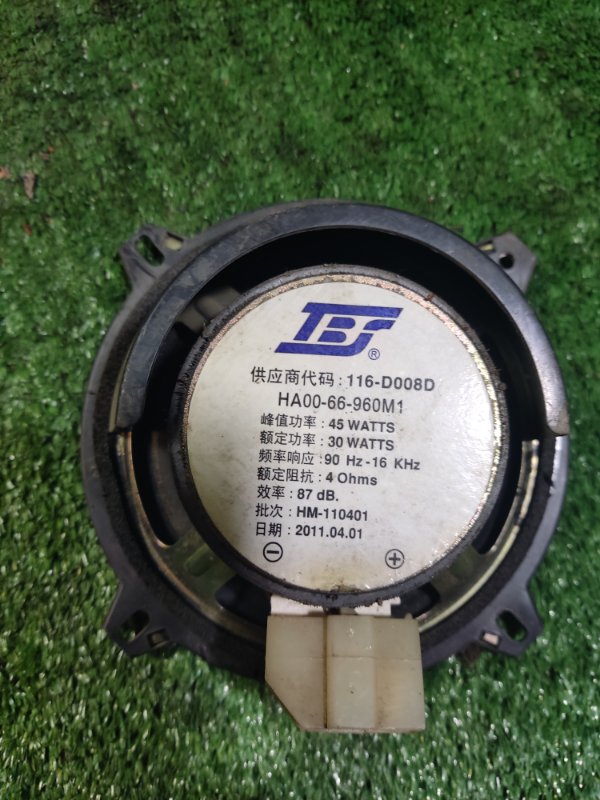 TBS
®
供应商代码：116-D008D
HA00-66-960M1
峰值功率：45 WATTS
额定功率：30 WATTS
频率响应：90 Hz-16 KHz
额定阻抗：4 Ohms
效率：87 dB.
批次：HM-110401
日期：2011.04.01
⊖ ⊕